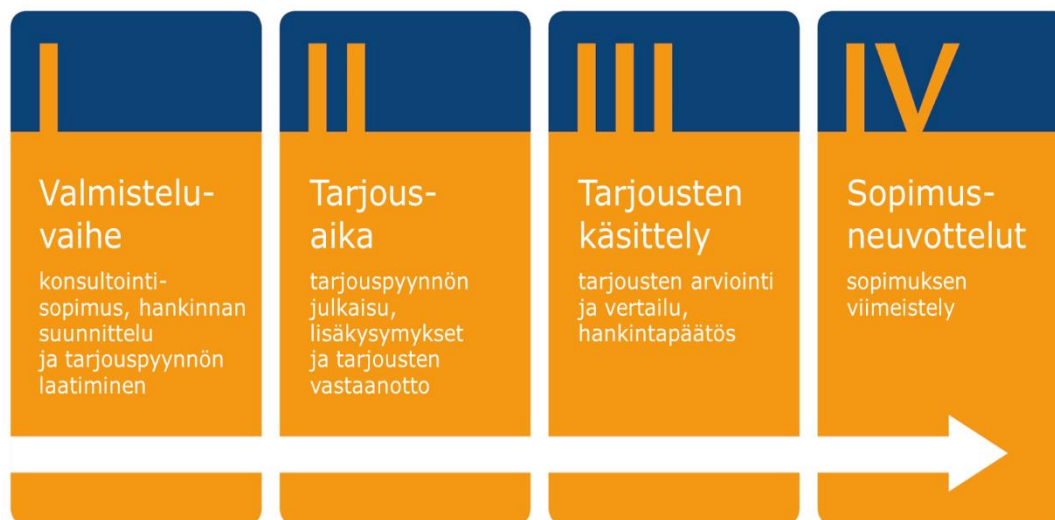 I
Valmistelu-
vaihe
konsultointi-
sopimus, hankinnan
suunnittelu
ja tarjouspyynnön
laatiminen
II
Tarjous-
aika
tarjouspyynnön
julkaisu,
lisäkysymykset
ja tarjousten
vastaanotto
III
Tarjousten
käsittely
tarjousten arviointi
ja vertailu,
hankintapäätös
IV
Sopimus-
neuvottelut
sopimuksen
viimeistely